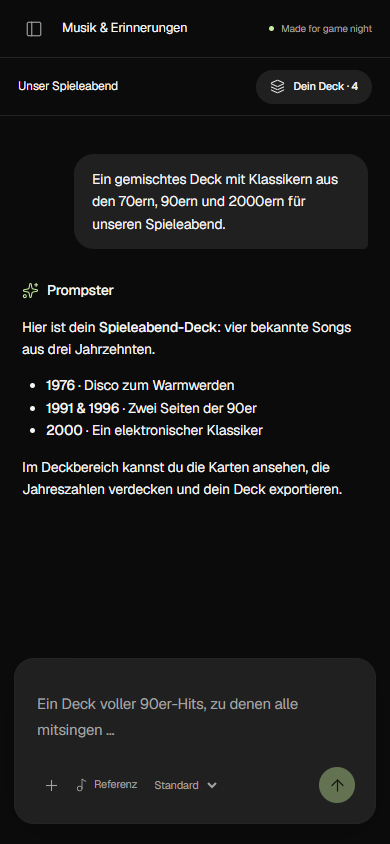 Musik & Erinnerungen
Made for game night
Unser Spieleabend
Dein Deck · 4
Ein gemischtes Deck mit Klassikern aus
den 70ern, 90ern und 2000ern für
unseren Spieleabend.
Prompster
Hier ist dein Spieleabend-Deck: vier bekannte Songs
aus drei Jahrzehnten.
• 1976 · Disco zum Warmwerden
• 1991 & 1996 · Zwei Seiten der 90er
• 2000 · Ein elektronischer Klassiker
Im Deckbereich kannst du die Karten ansehen, die
Jahreszahlen verdecken und dein Deck exportieren.
Ein Deck voller 90er-Hits, zu denen alle
mitsingen ...
Referenz
Standard